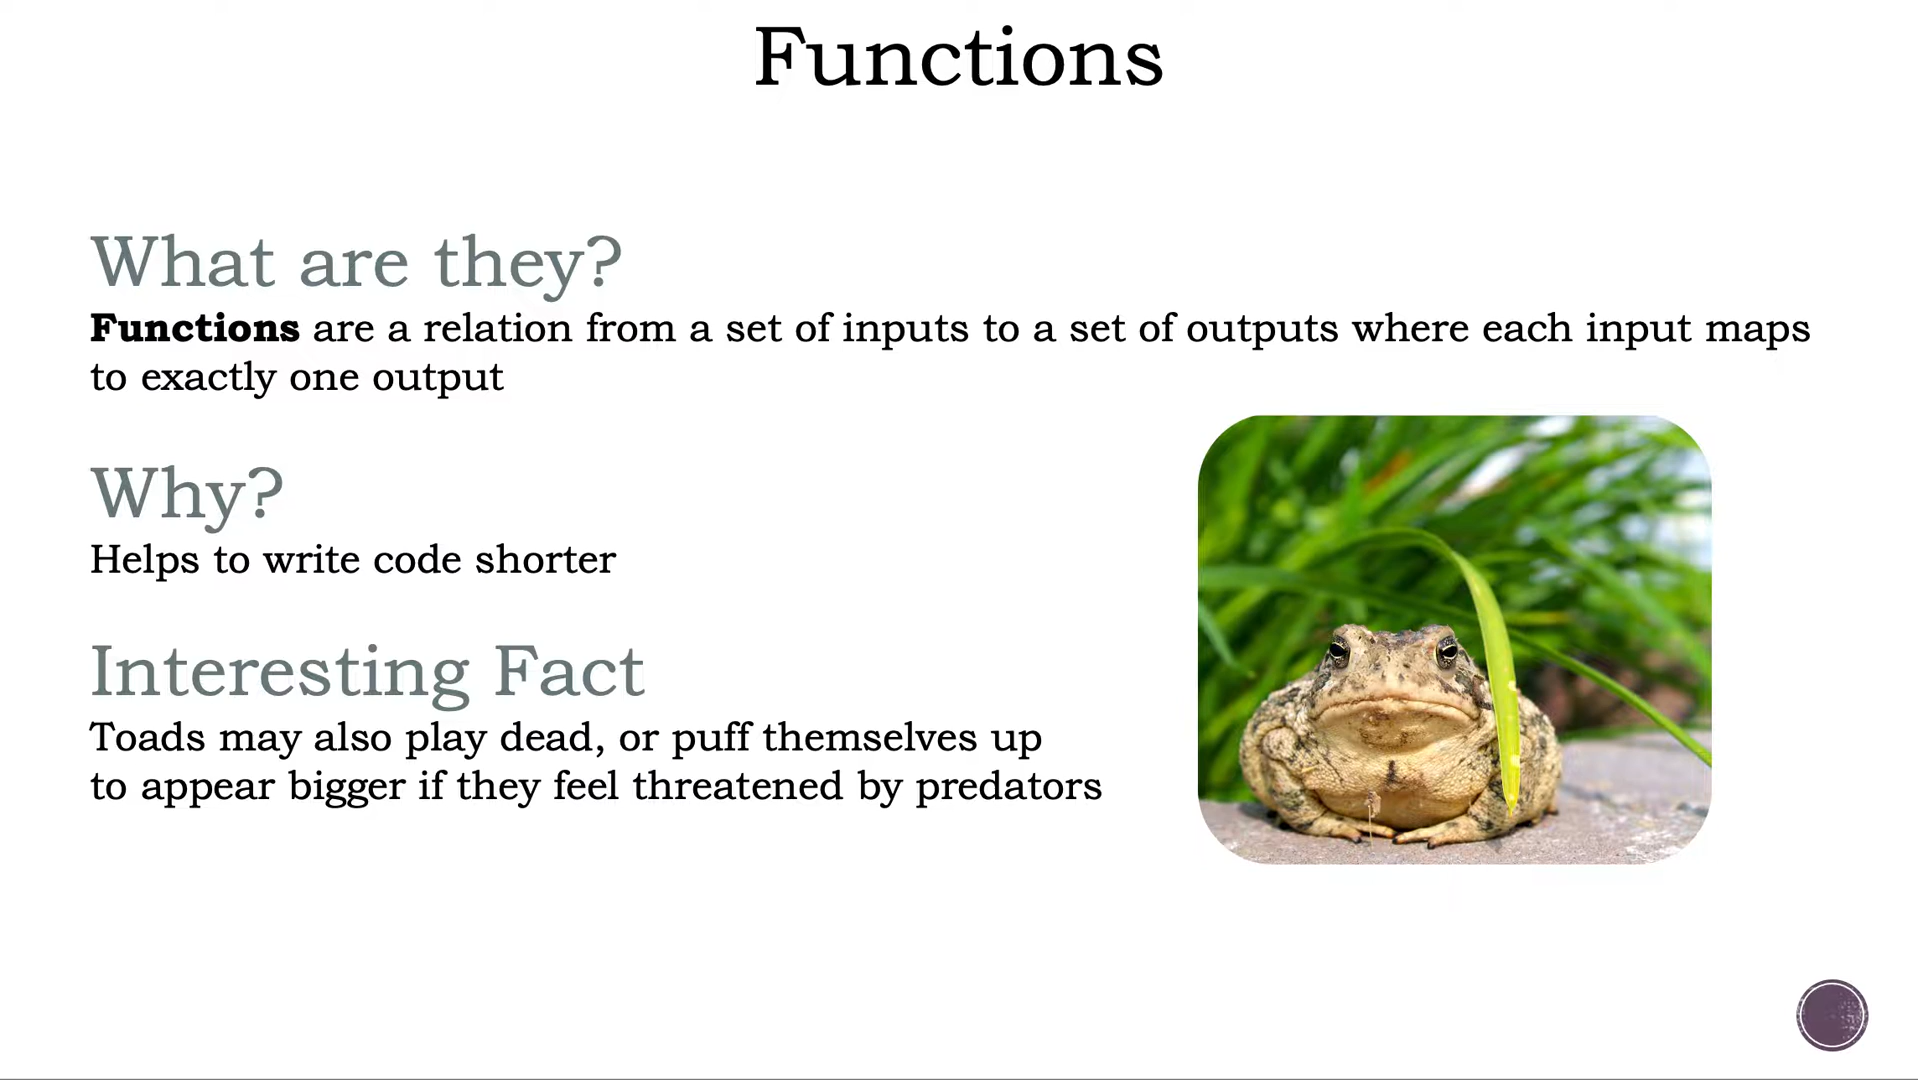 Functions
What are they?
Functions are a relation from a set of inputs to a set of outputs where each input maps
to exactly one output
Why?
Helps to write code shorter
Interesting Fact
Toads may also play dead, or puff themselves up
to appear bigger if they feel threatened by predators